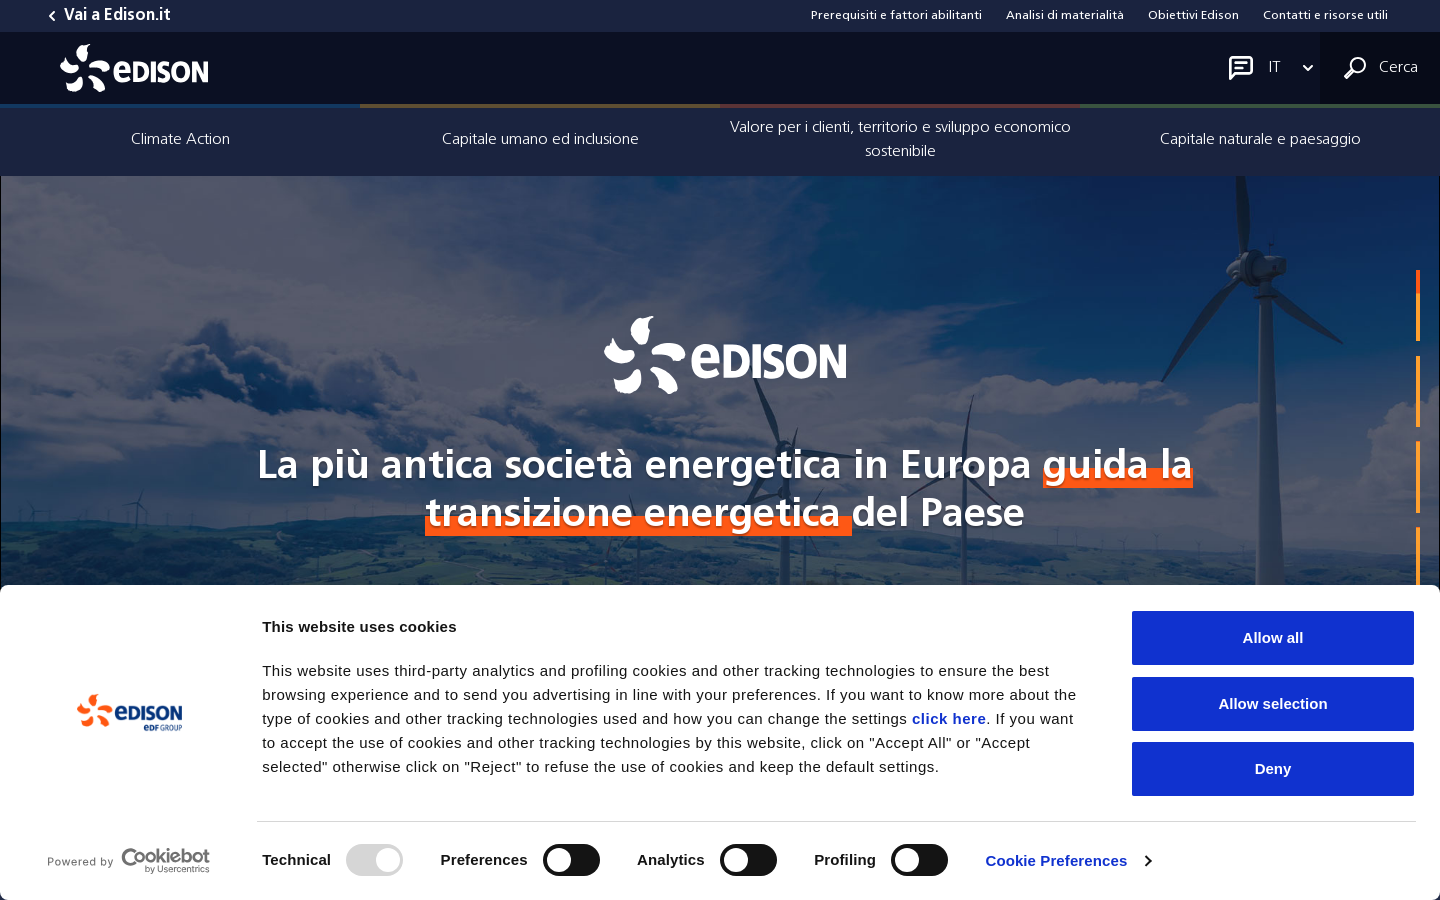 Vai a Edison.it
Prerequisiti e fattori abilitanti
Analisi di materialità
Obiettivi Edison
Contatti e risorse utili
EDISON
IT
Cerca
Climate Action
Capitale umano ed inclusione
Valore per i clienti, territorio e sviluppo economico
sostenibile
Capitale naturale e paesaggio
EDISON
La più antica società energetica in Europa guida la
transizione energetica del Paese
This website uses cookies
This website uses third-party analytics and profiling cookies and other tracking technologies to ensure the best
browsing experience and to send you advertising in line with your preferences. If you want to know more about the
type of cookies and other tracking technologies used and how you can change the settings click here. If you want
to accept the use of cookies and other tracking technologies by this website, click on "Accept All" or "Accept
selected" otherwise click on "Reject" to refuse the use of cookies and keep the default settings.
Allow all
Allow selection
Deny
EDISON
EDF GROUP
Powered by Cookiebot
by Usercentrics
Technical
Preferences
Analytics
Profiling
Cookie Preferences